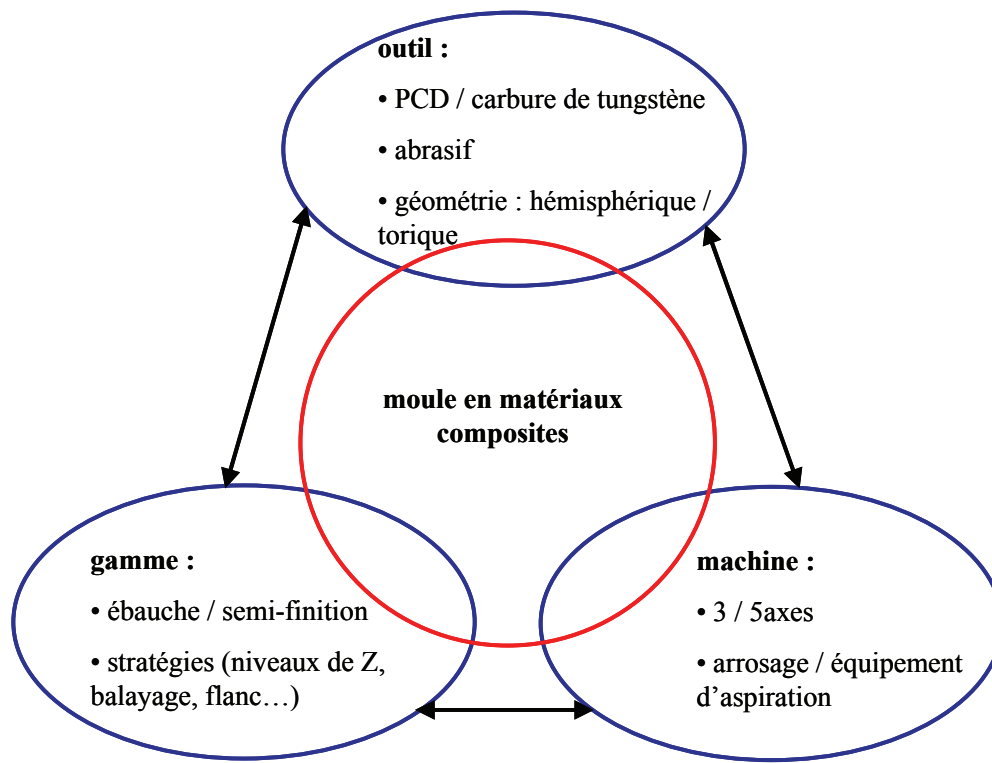 outil :
• PCD / carbure de tungstène
• abrasif
• géométrie : hémisphérique /
torique
moule en matériaux
composites
gamme :
• ébauche / semi-finition
• stratégies (niveaux de Z,
balayage, flanc…)
machine :
• 3 / 5axes
• arrosage / équipement
d’aspiration